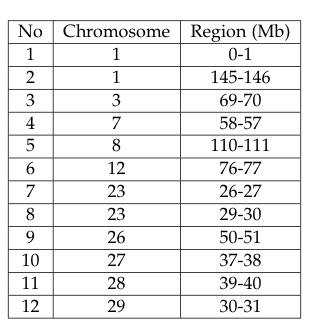 No Chromosome Region (Mb)
1 1 0-1
2 1 145-146
3 3 69-70
4 7 58-57
5 8 110-111
6 12 76-77
7 23 26-27
8 23 29-30
9 26 50-51
10 27 37-38
11 28 39-40
12 29 30-31